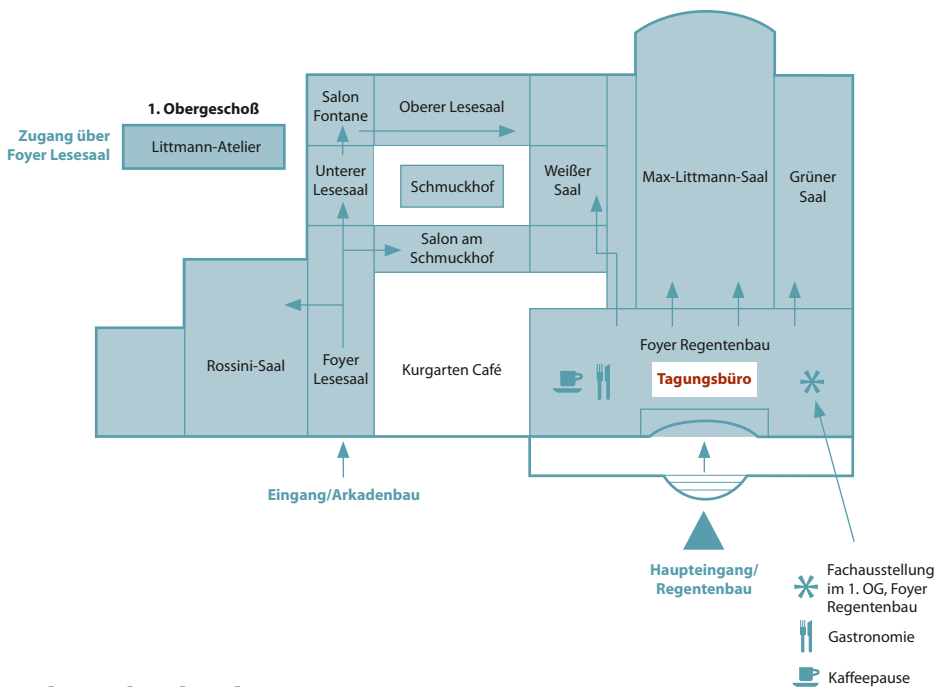 1. Obergeschoß
Zugang über
Foyer Lesesaal
Littmann-Atelier
Salon
Fontane
Oberer Lesesaal
Unterer
Lesesaal
Schmuckhof
Weißer
Saal
Max-Littmann-Saal
Grüner
Saal
Salon am
Schmuckhof
Rossini-Saal
Foyer
Lesesaal
Kurgarten Café
Foyer Regentenbau
Tagungsbüro
Eingang/Arkadenbau
Haupteingang/
Regentenbau
Fachausstellung
im 1. OG, Foyer
Regentenbau
Gastronomie
Kaffeepause